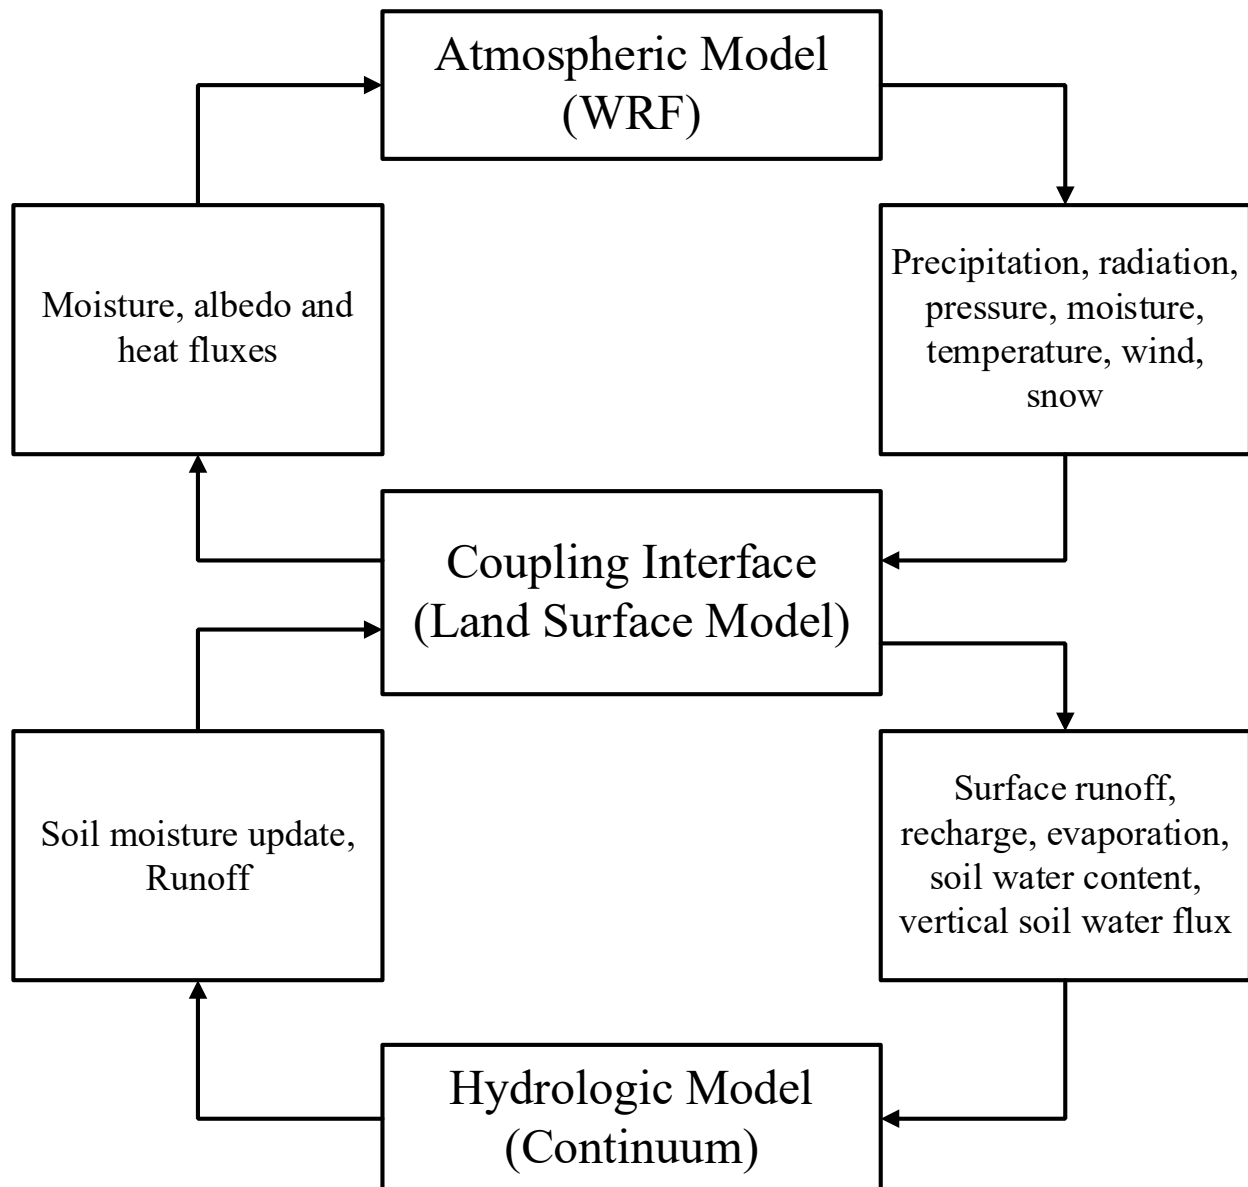 Atmospheric Model
(WRF)
Moisture, albedo and
heat fluxes
Precipitation, radiation,
pressure, moisture,
temperature, wind,
snow
Coupling Interface
(Land Surface Model)
Soil moisture update,
Runoff
Surface runoff,
recharge, evaporation,
soil water content,
vertical soil water flux
Hydrologic Model
(Continuum)